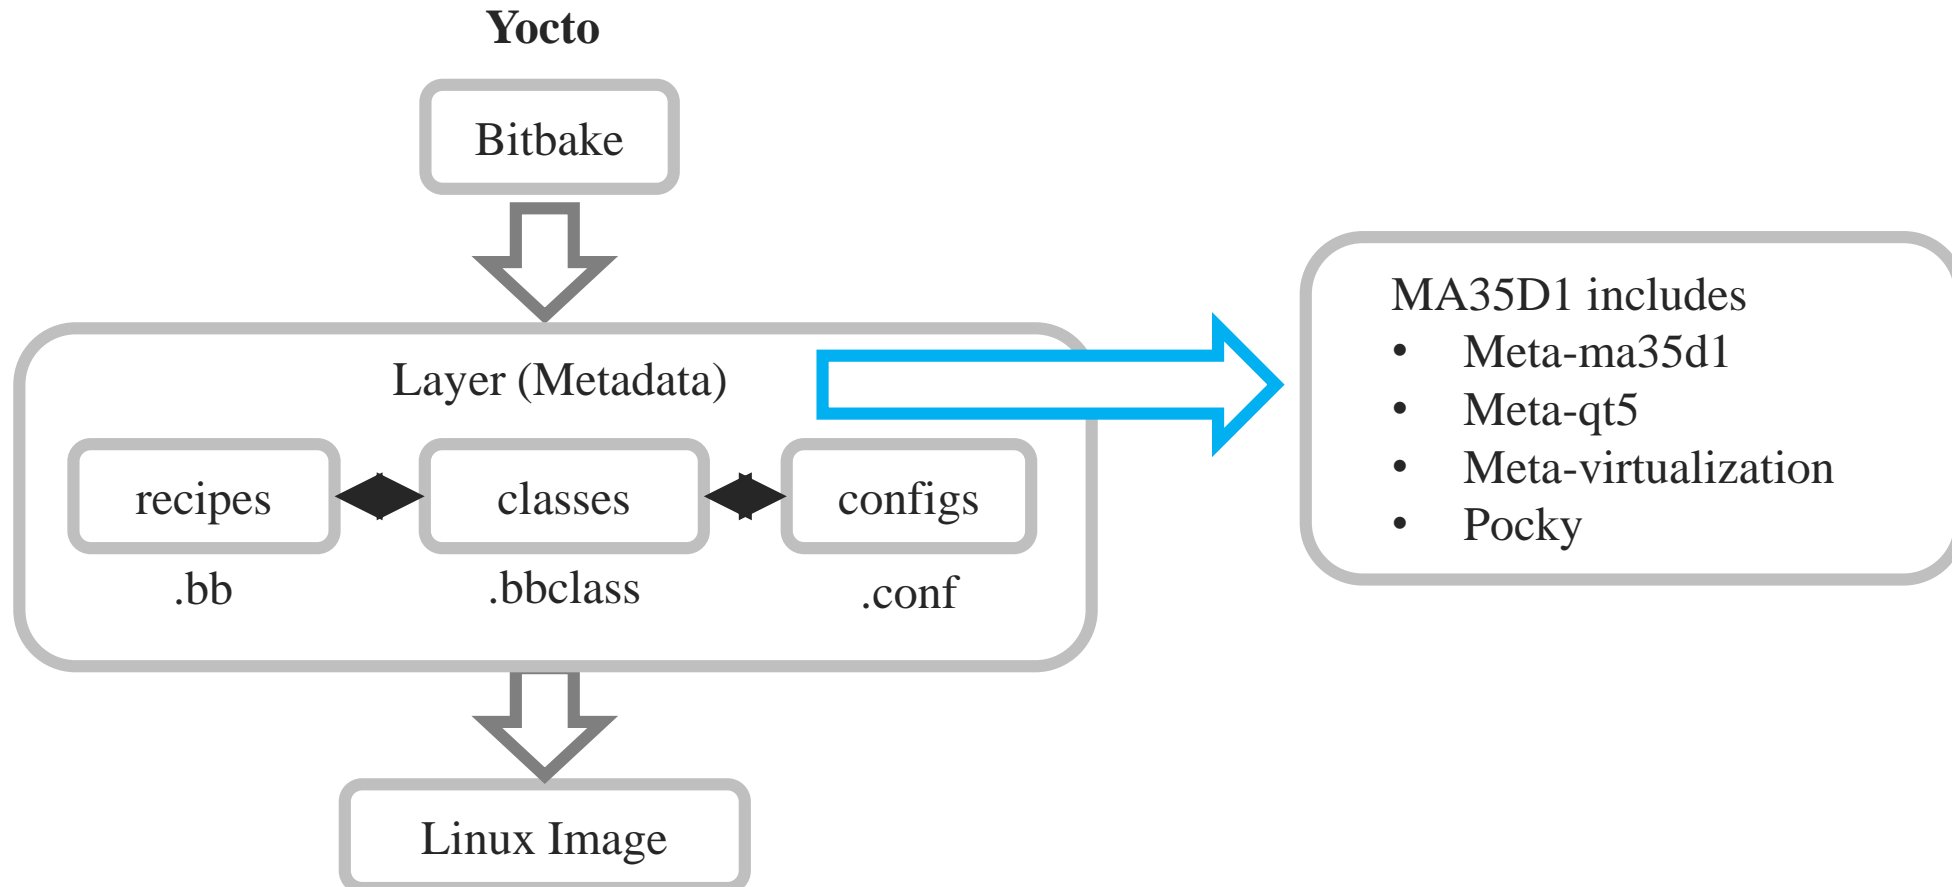 Yocto
Bitbake
Layer (Metadata)
recipes
classes
configs
.bb
.bbclass
.conf
Linux Image
MA35D1 includes
• Meta-ma35d1
• Meta-qt5
• Meta-virtualization
• Pocky